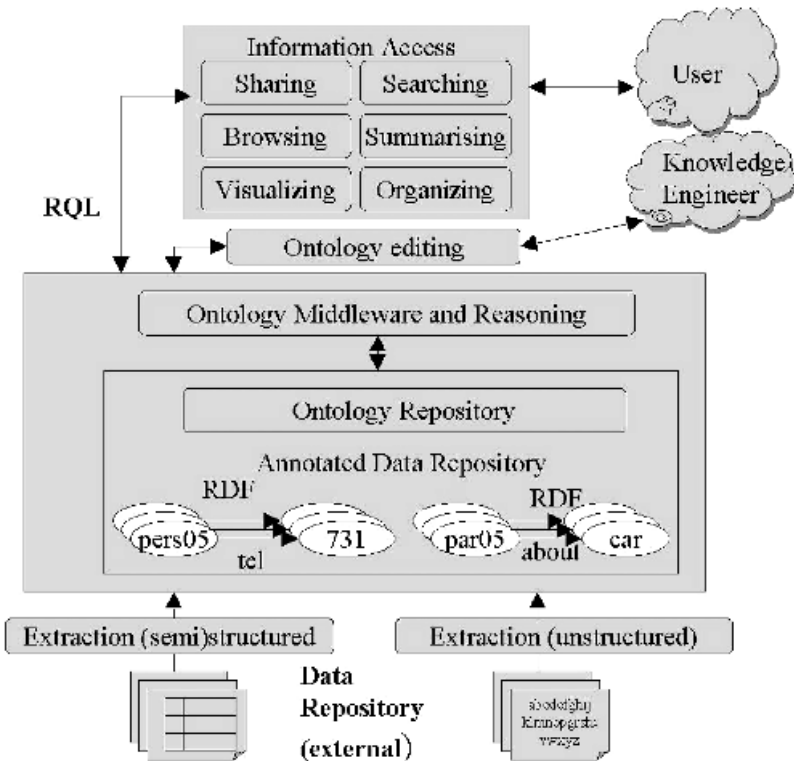 Information Access
Sharing
Searching
User
Browsing
Summarising
Knowledge
Engineer
Visualizing
Organizing
RQL
Ontology editing
Ontology Middleware and Reasoning
Ontology Repository
Annotated Data Repository
RDF
RDF
pers05
731
par05
car
tel
about
Extraction (semi)structured
Extraction (unstructured)
Data
Repository
(external)